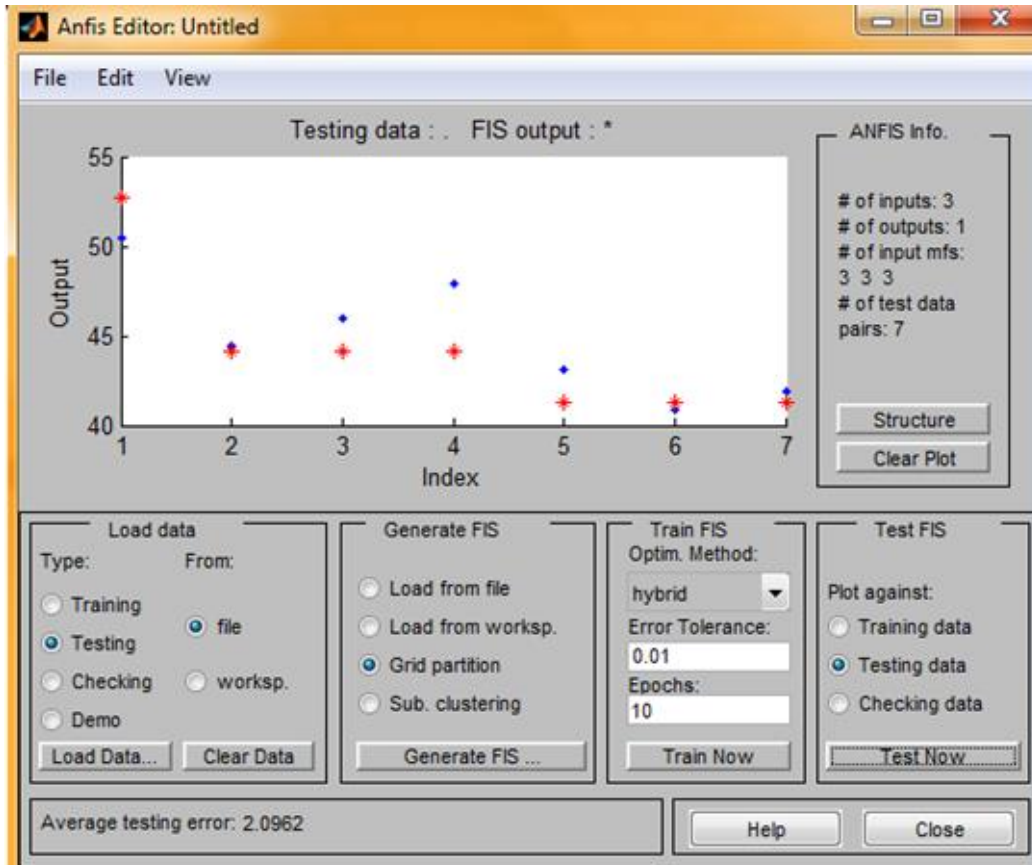 Anfis Editor: Untitled
File Edit View
Testing data : . FIS output : *
55
50
45
40
Output
1 2 3 4 5 6 7
Index
ANFIS Info.
# of inputs: 3
# of outputs: 1
# of input mfs:
3 3 3
# of test data
pairs: 7
Structure
Clear Plot
Load data
Type: From:
Training
Testing
Checking
Demo
file
worksp.
Load Data... Clear Data
Generate FIS
Load from file
Load from worksp.
Grid partition
Sub. clustering
Generate FIS ...
Train FIS
Optim. Method:
hybrid
Error Tolerance:
0.01
Epochs:
10
Train Now
Test FIS
Plot against:
Training data
Testing data
Checking data
Test Now
Average testing error: 2.0962
Help
Close